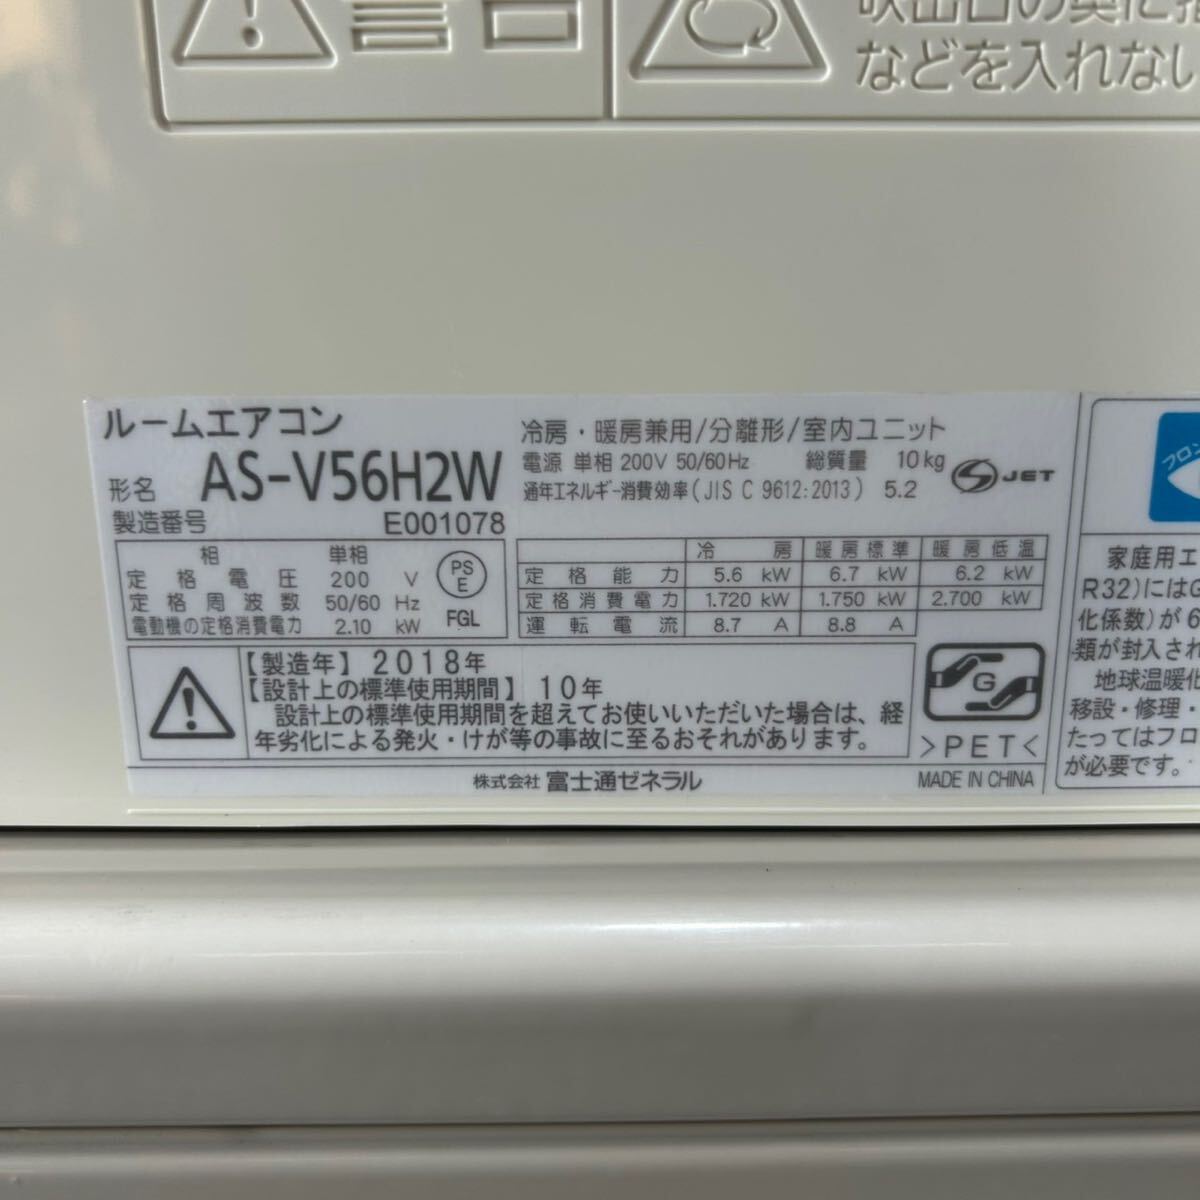 警告
吹出口の奥に指
などを入れない
ルームエアコン
形名 AS-V56H2W
製造番号 E001078
冷房・暖房兼用/分離形/室内ユニット
電源 単相 200V 50/60Hz 総質量 10kg
通年エネルギー消費効率(JIS C 9612:2013) 5.2
JET
相 単相
定格電圧 200 V
定格周波数 50/60 Hz
電動機の定格消費電力 2.10 kW
PS
E
FGL
冷房 暖房標準 暖房低温
定格能力 5.6 kW 6.7 kW 6.2 kW
定格消費電力 1.720 kW 1.750 kW 2.700 kW
運転電流 8.7 A 8.8 A
【製造年】2018年
【設計上の標準使用期間】10年
設計上の標準使用期間を超えてお使いいただいた場合は、経
年劣化による発火・けが等の事故に至るおそれがあります。
G
>PET<
株式会社 富士通ゼネラル
MADE IN CHINA
フロン
家庭用エ
R32)にはG
化係数)が6
類が封入され
地球温暖化
移設・修理・
たってはフロ
が必要です。